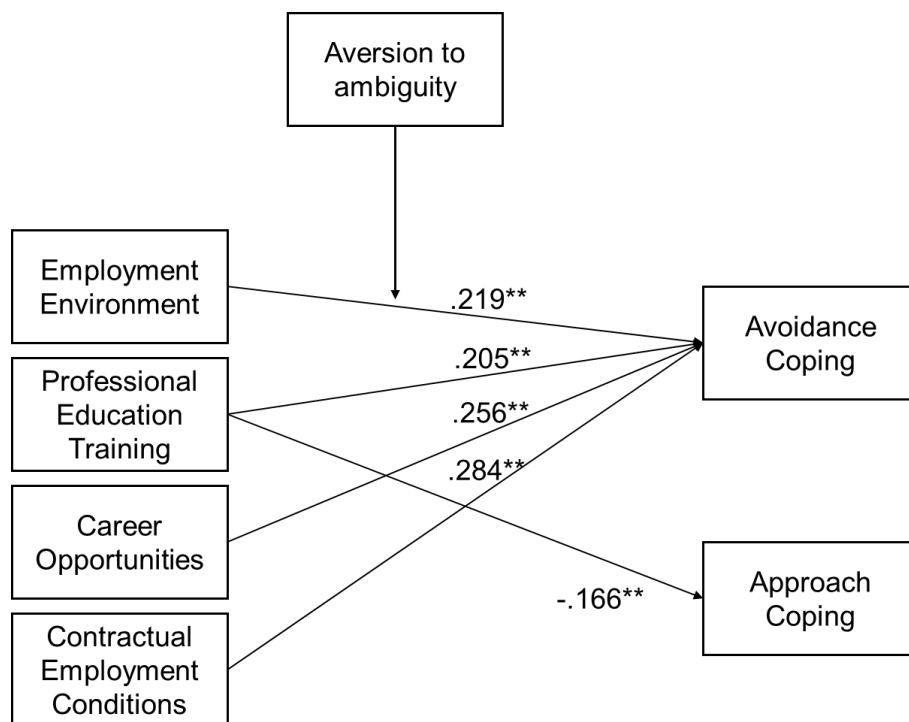 Aversion to
ambiguity
Employment
Environment
Professional
Education
Training
Career
Opportunities
Contractual
Employment
Conditions
.219**
.205**
.256**
.284**
-.166**
Avoidance
Coping
Approach
Coping